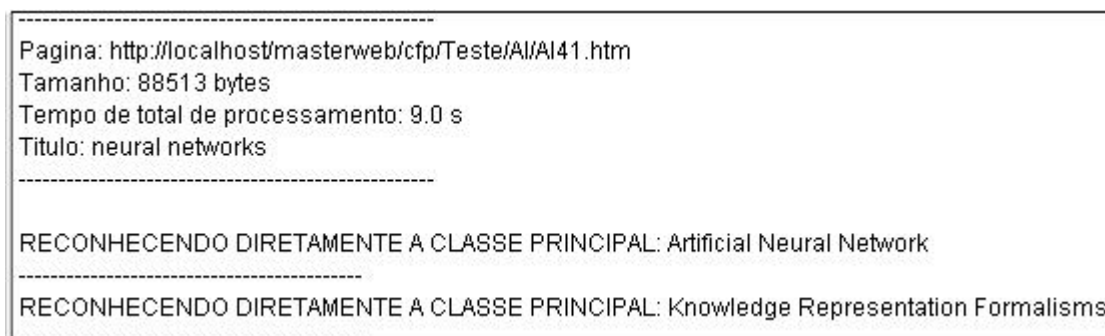 ----------------------------------------------------
Pagina: http://localhost/masterweb/cfp/Teste/AI/AI41.htm
Tamanho: 88513 bytes
Tempo de total de processamento: 9.0 s
Titulo: neural networks
----------------------------------------------------
RECONHECENDO DIRETAMENTE A CLASSE PRINCIPAL: Artificial Neural Network
-------------------------------------------
RECONHECENDO DIRETAMENTE A CLASSE PRINCIPAL: Knowledge Representation Formalisms